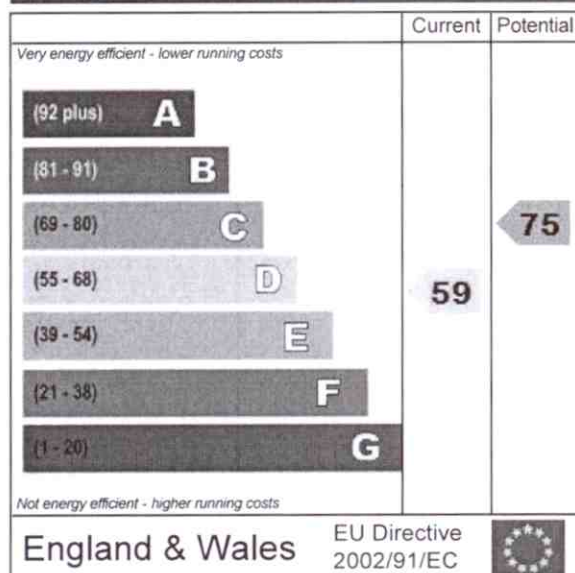 Current Potential
Very energy efficient - lower running costs
(92 plus) A
(81 - 91) B
(69 - 80) C
75
(55 - 68) D
59
(39 - 54) E
(21 - 38) F
(1 - 20) G
Not energy efficient - higher running costs
England & Wales
EU Directive
2002/91/EC